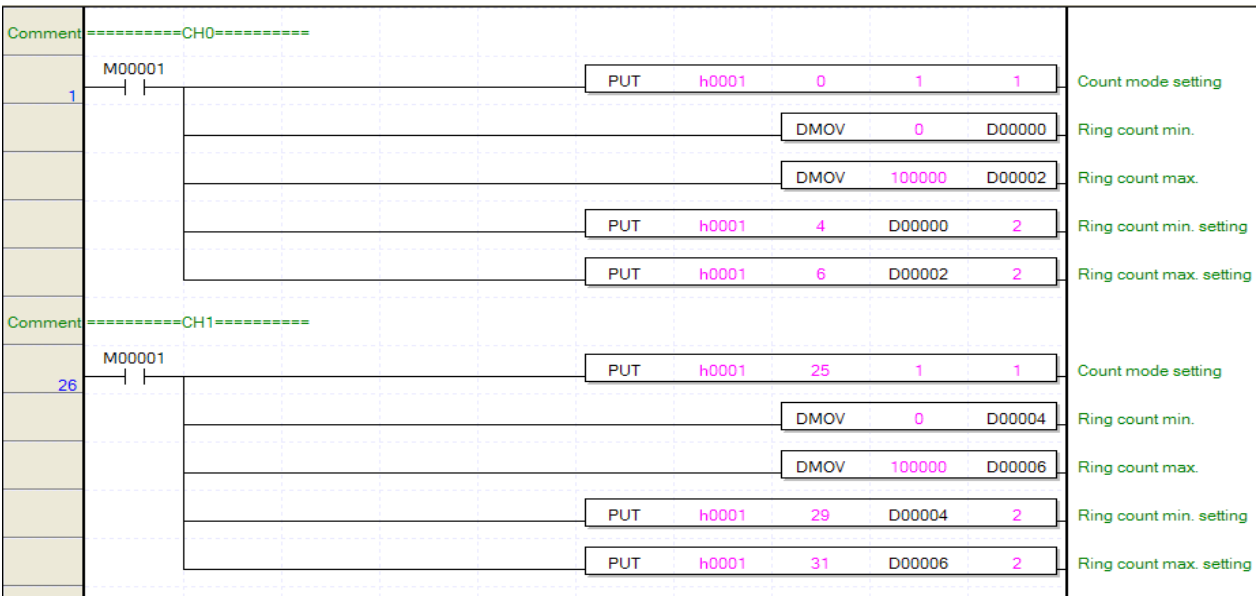 Comment ==========CH0==========
M00001
1 PUT h0001 0 1 1 Count mode setting
DMOV 0 D00000 Ring count min.
DMOV 100000 D00002 Ring count max.
PUT h0001 4 D00000 2 Ring count min. setting
PUT h0001 6 D00002 2 Ring count max. setting
Comment ==========CH1==========
M00001
26 PUT h0001 25 1 1 Count mode setting
DMOV 0 D00004 Ring count min.
DMOV 100000 D00006 Ring count max.
PUT h0001 29 D00004 2 Ring count min. setting
PUT h0001 31 D00006 2 Ring count max. setting